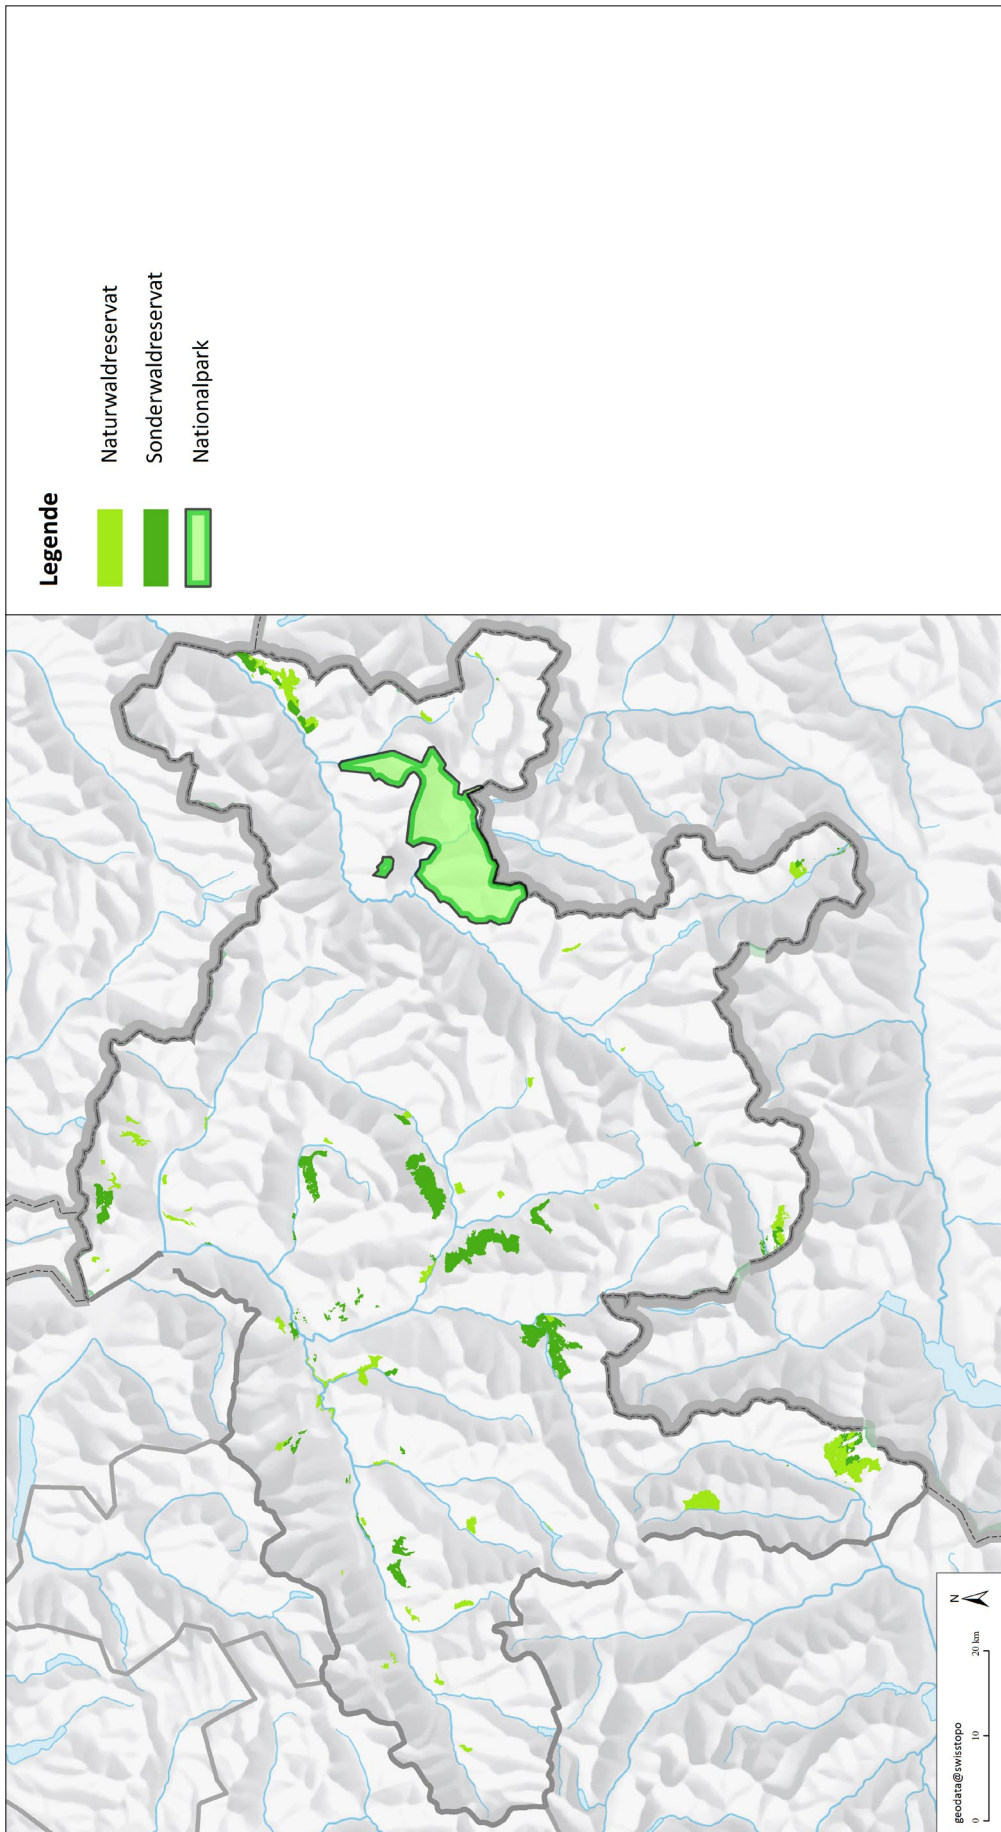 Legende
Naturwaldreservat
Sonderwaldreservat
Nationalpark
geodata@swisstopo
N
0 10 20 km